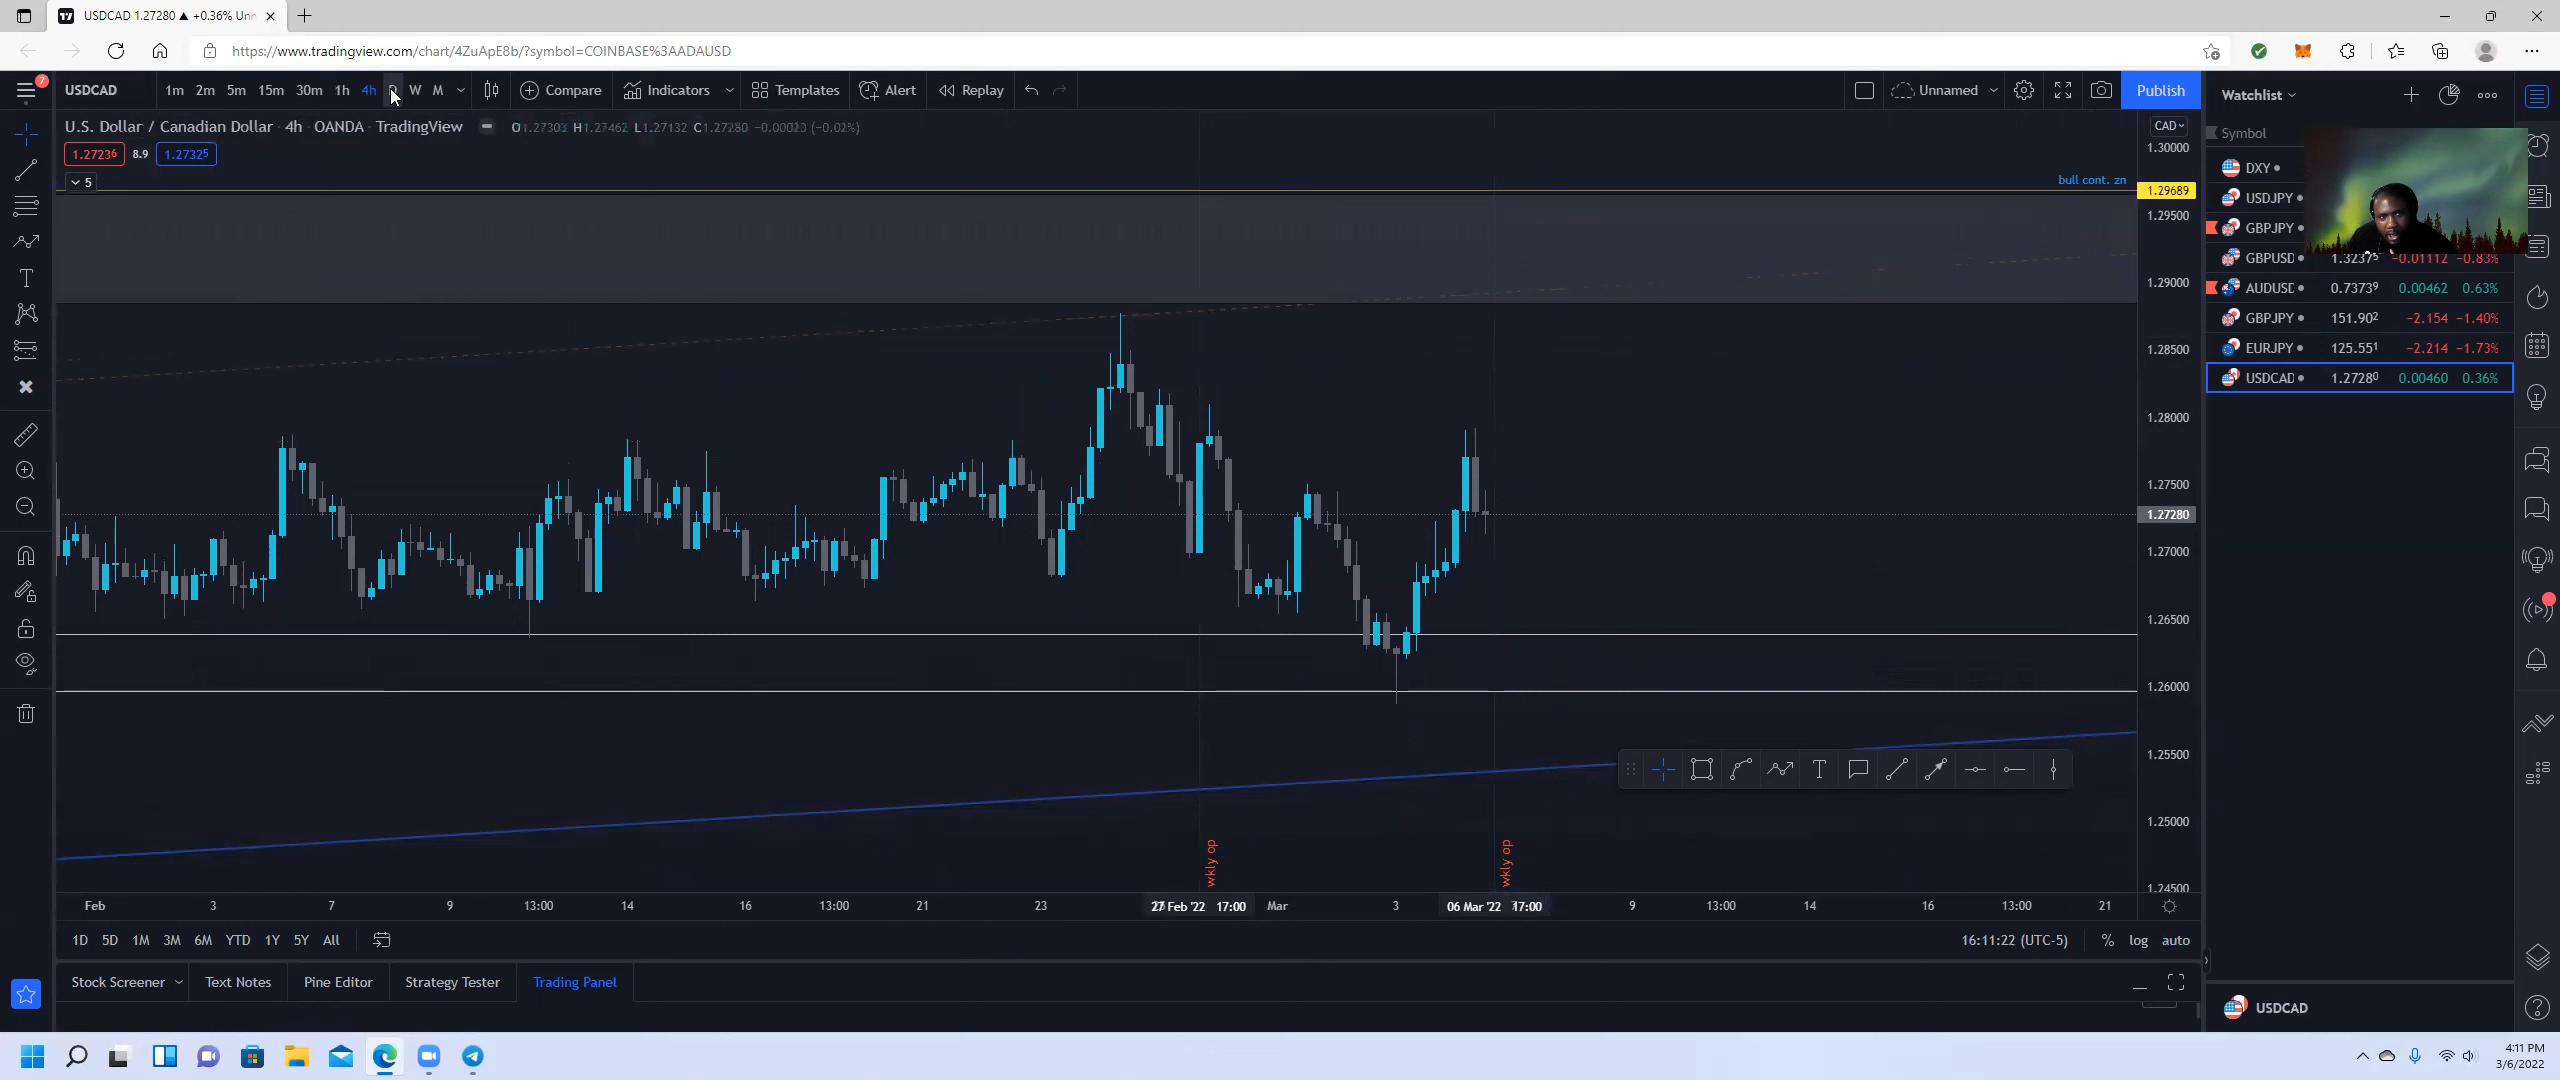 USDCAD 1.27280 ▲ +0.36% Unn
https://www.tradingview.com/chart/4ZuApE8b/?symbol=COINBASE%3AADAUSD
7
USDCAD 1m 2m 5m 15m 30m 1h 4h D W M Compare Indicators Templates Alert Replay Unnamed Publish
U.S. Dollar / Canadian Dollar · 4h · OANDA · TradingView O1.27303 H1.27462 L1.27132 C1.27280 −0.00023 (−0.02%)
1.27236 8.9 1.27325
5
CAD
1.30000
bull cont. zn
1.29689
1.29500
1.29000
1.28500
1.28000
1.27500
1.27280
1.27000
1.26500
1.26000
1.25500
1.25000
1.24500
wkly op
wkly op
Feb 3 7 9 13:00 14 16 13:00 21 23 27 Feb '22 17:00 Mar 3 06 Mar '22 17:00 9 13:00 14 16 13:00 21
1D 5D 1M 3M 6M YTD 1Y 5Y All 16:11:22 (UTC-5) % log auto
Stock Screener Text Notes Pine Editor Strategy Tester Trading Panel
Watchlist
Symbol
DXY
USDJPY
GBPJPY
GBPUSD 1.32375 −0.01112 −0.83%
AUDUSD 0.73739 0.00462 0.63%
GBPJPY 151.902 −2.154 −1.40%
EURJPY 125.551 −2.214 −1.73%
USDCAD 1.27280 0.00460 0.36%
USDCAD
4:11 PM
3/6/2022